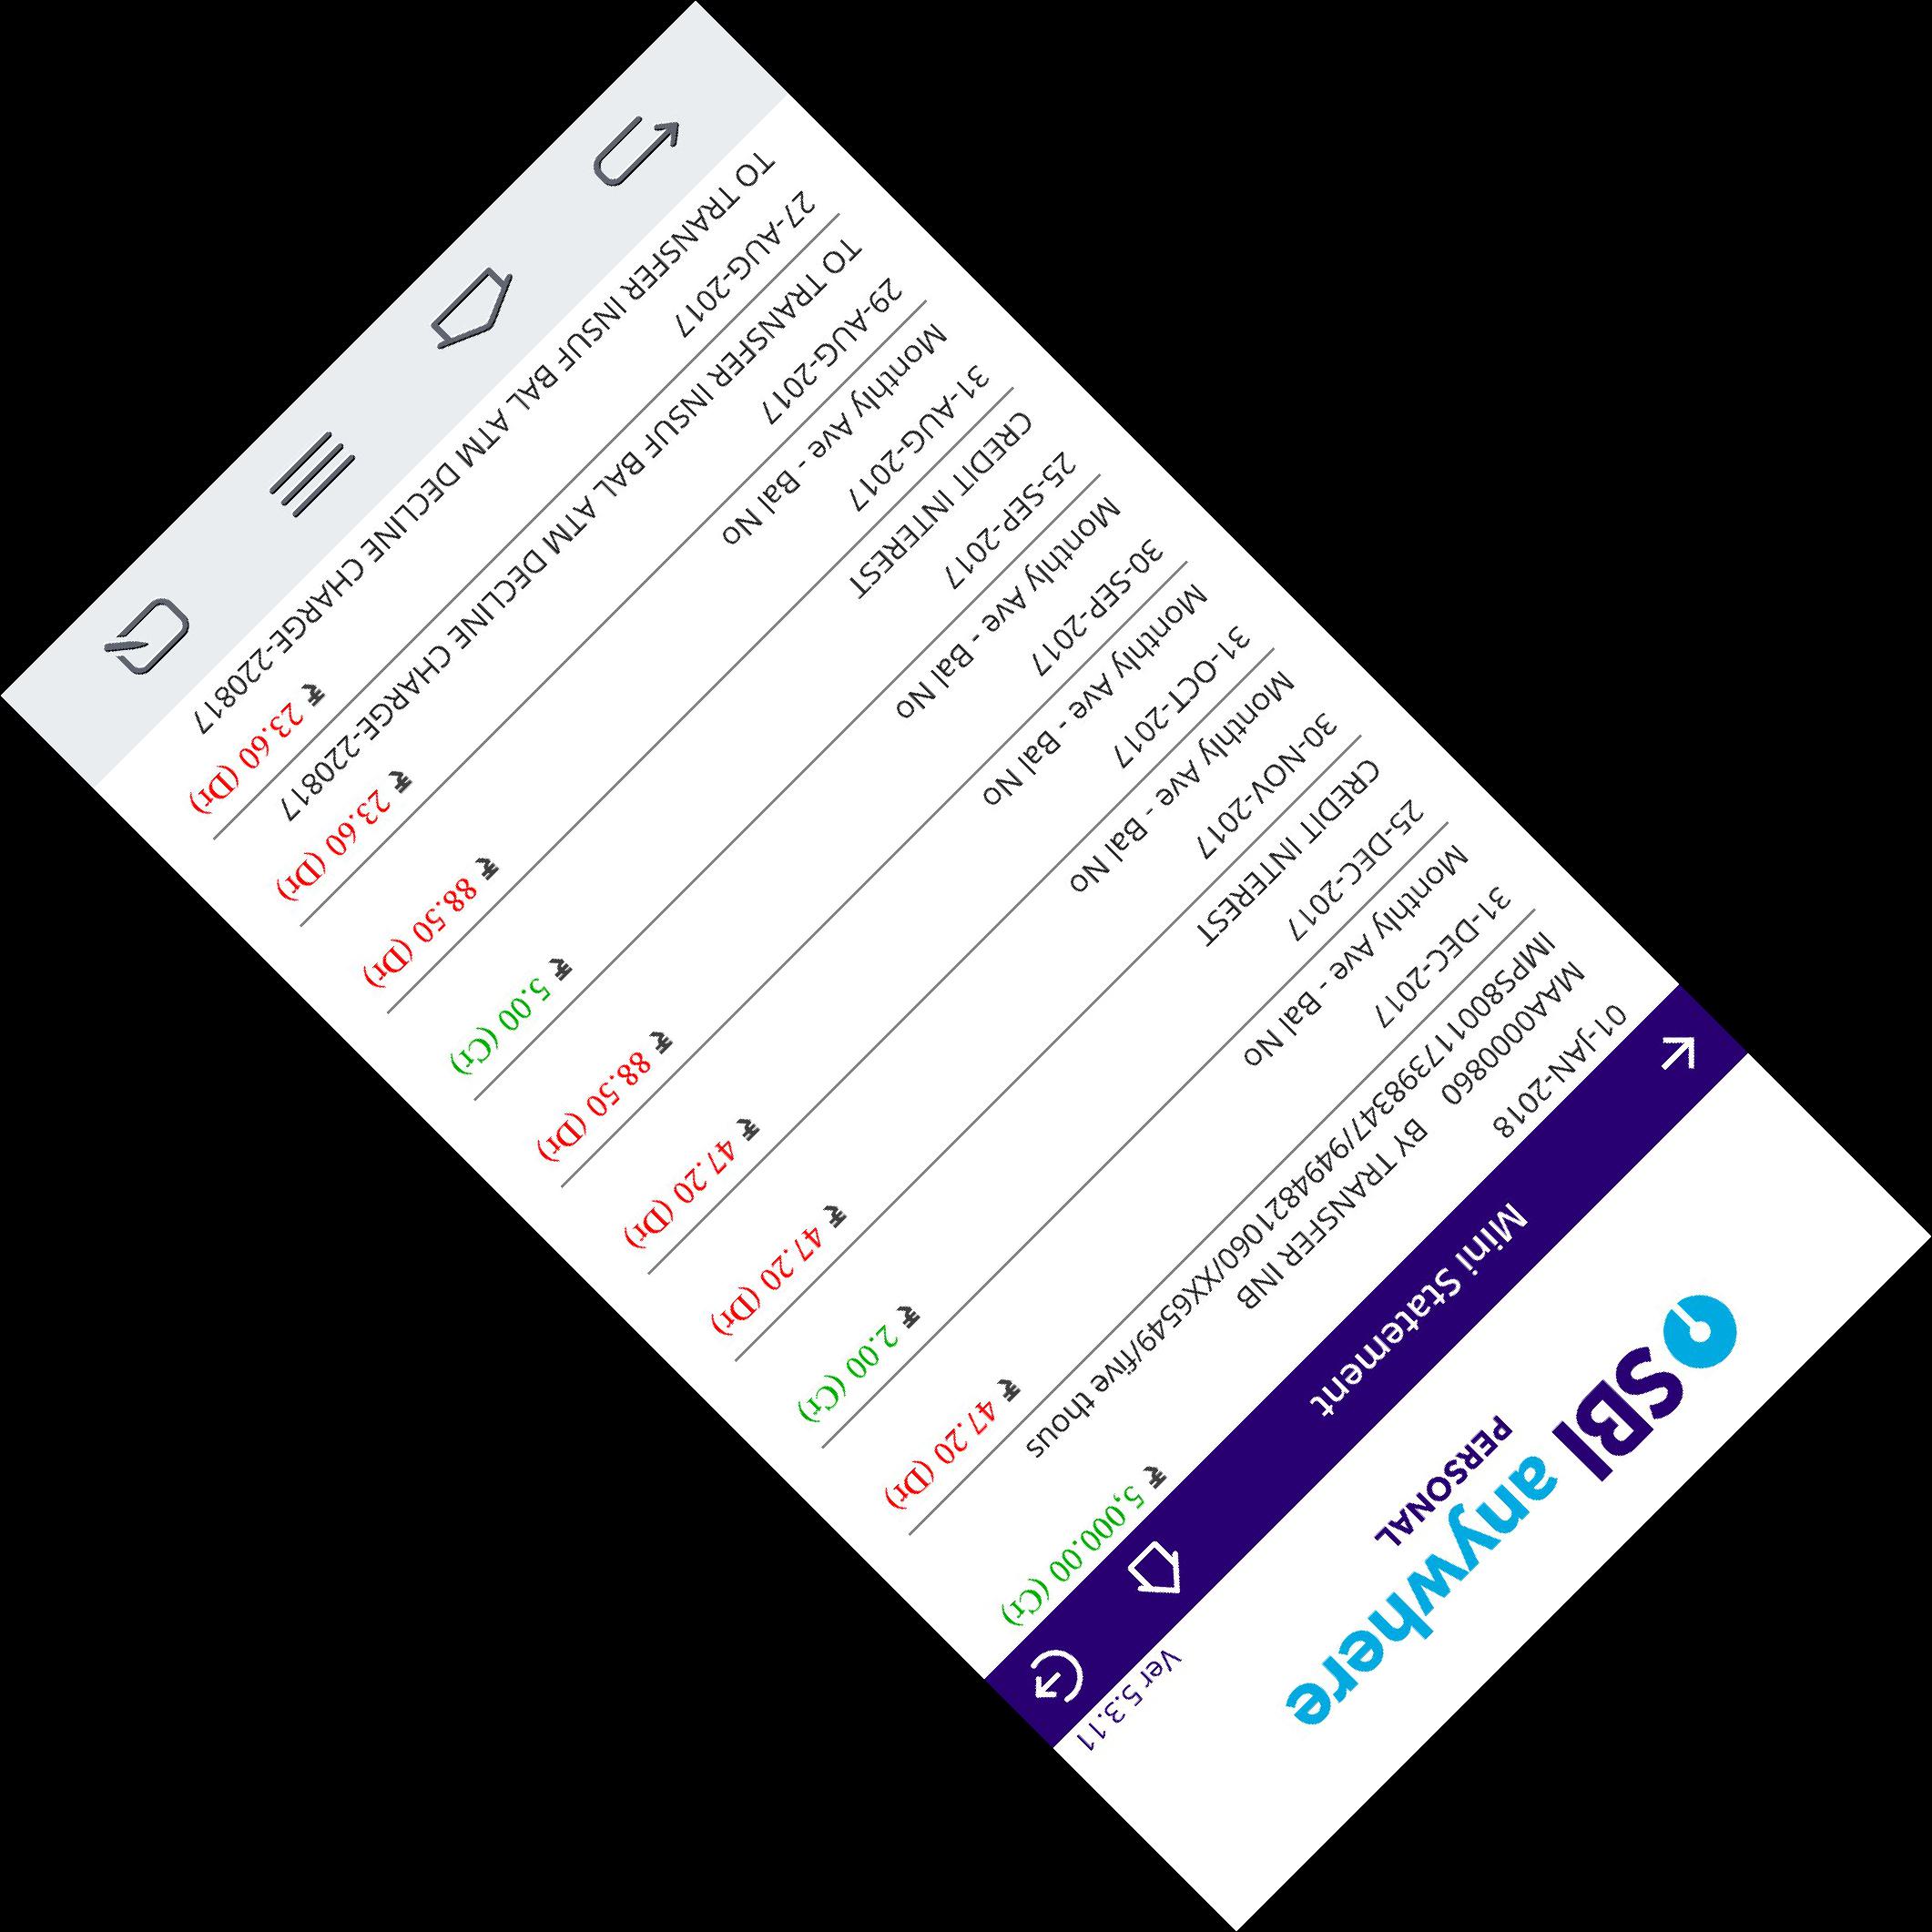 SBI anywhere
PERSONAL
Ver 5.3.11
Mini Statement
01-JAN-2018
MAA000000860 BY TRANSFER INB
IMPS800117398347/9494821060/XX6549/five thous
₹ 5,000.00 (Cr)
31-DEC-2017
Monthly Ave - Bal No
₹ 47.20 (Dr)
25-DEC-2017
CREDIT INTEREST
₹ 2.00 (Cr)
30-NOV-2017
Monthly Ave - Bal No
₹ 47.20 (Dr)
31-OCT-2017
Monthly Ave - Bal No
₹ 47.20 (Dr)
30-SEP-2017
Monthly Ave - Bal No
₹ 88.50 (Dr)
25-SEP-2017
CREDIT INTEREST
₹ 5.00 (Cr)
31-AUG-2017
Monthly Ave - Bal No
₹ 88.50 (Dr)
29-AUG-2017
TO TRANSFER INSUF BAL ATM DECLINE CHARGE-220817
₹ 23.60 (Dr)
27-AUG-2017
TO TRANSFER INSUF BAL ATM DECLINE CHARGE-220817
₹ 23.60 (Dr)